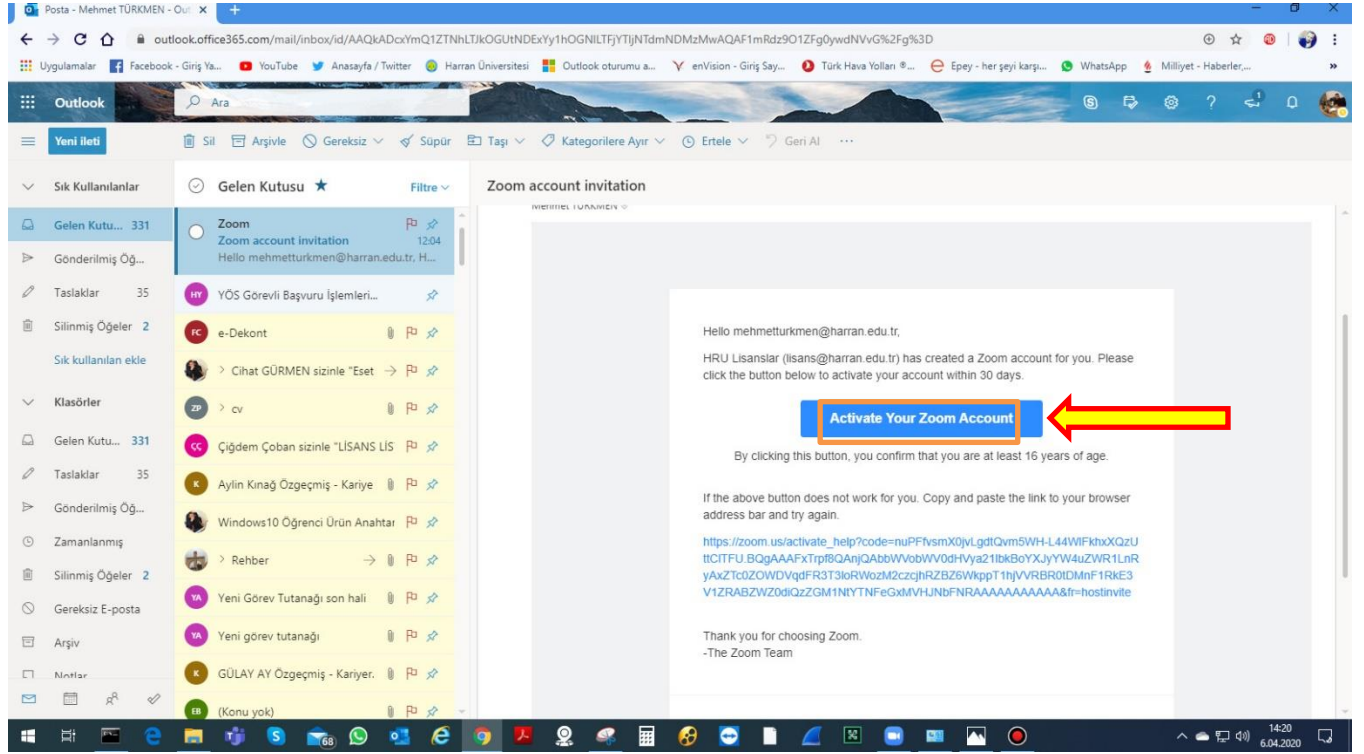 Posta - Mehmet TÜRKMEN - Out
outlook.office365.com/mail/inbox/id/
Uygulamalar Facebook - Giriş Ya... YouTube Anasayfa / Twitter Harran Üniversitesi Outlook oturumu a... enVision - Giriş Say... Türk Hava Yolları ®... Epey - her şeyi karşı... WhatsApp Milliyet - Haberler,... »
Outlook
Ara
Yeni ileti
Sil Arşivle Gereksiz Süpür Taşı Kategorilere Ayır Ertele Geri Al ...
Sık Kullanılanlar
Gelen Kutu... 331
Gönderilmiş Öğ...
Taslaklar 35
Silinmiş Öğeler 2
Sık kullanılan ekle
Klasörler
Gelen Kutu... 331
Taslaklar 35
Gönderilmiş Öğ...
Zamanlanmış
Silinmiş Öğeler 2
Gereksiz E-posta
Arşiv
Notlar
Gelen Kutusu ★ Filtre
Zoom
Zoom account invitation 12:04
Hello mehmetturkmen@harran.edu.tr, H...
HY YÖS Görevli Başvuru İşlemleri...
FC e-Dekont
> Cihat GÜRMEN sizinle "Eset
ZP > cv
ÇÇ Çiğdem Çoban sizinle "LİSANS LİS
K Aylin Kınağ Özgeçmiş - Kariye
Windows10 Öğrenci Ürün Anahtar
> Rehber
YA Yeni Görev Tutanağı son hali
YA Yeni görev tutanağı
K GÜLAY AY Özgeçmiş - Kariyer.
EB (Konu yok)
Zoom account invitation
Mehmet TÜRKMEN
Hello mehmetturkmen@harran.edu.tr,
HRU Lisanslar (lisans@harran.edu.tr) has created a Zoom account for you. Please
click the button below to activate your account within 30 days.
Activate Your Zoom Account
By clicking this button, you confirm that you are at least 16 years of age.
If the above button does not work for you. Copy and paste the link to your browser
address bar and try again.
https://zoom.us/activate_help?code=
&fr=hostinvite
Thank you for choosing Zoom.
-The Zoom Team
68
14:20
6.04.2020